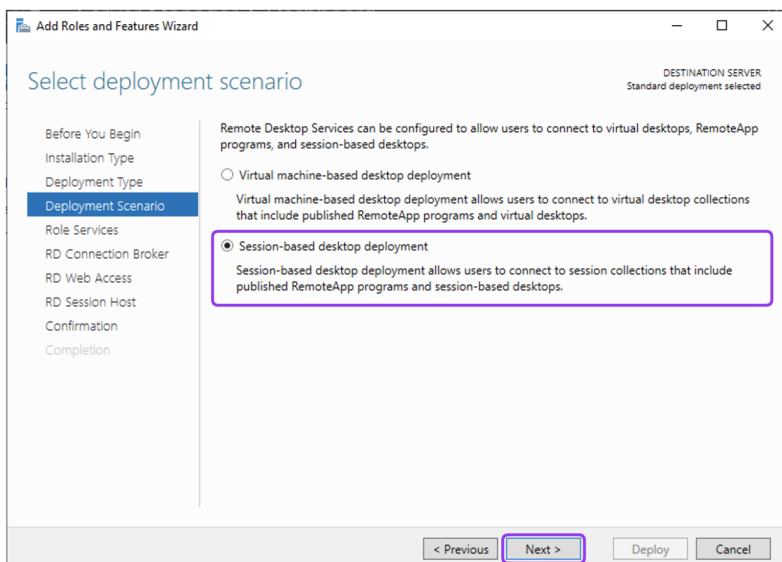 Add Roles and Features Wizard
Select deployment scenario
DESTINATION SERVER
Standard deployment selected
Before You Begin
Installation Type
Deployment Type
Deployment Scenario
Role Services
RD Connection Broker
RD Web Access
RD Session Host
Confirmation
Completion
Remote Desktop Services can be configured to allow users to connect to virtual desktops, RemoteApp
programs, and session-based desktops.
Virtual machine-based desktop deployment
Virtual machine-based desktop deployment allows users to connect to virtual desktop collections
that include published RemoteApp programs and virtual desktops.
Session-based desktop deployment
Session-based desktop deployment allows users to connect to session collections that include
published RemoteApp programs and session-based desktops.
< Previous
Next >
Deploy
Cancel